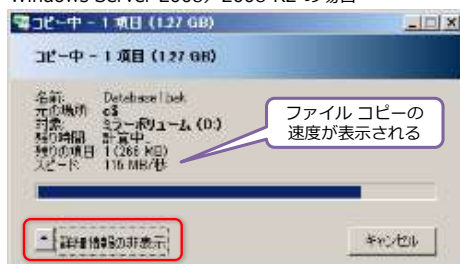 Windows Server 2008/2008 R2 の場合
コピー中 - 1 項目 (1.27 GB)
コピー中 - 1 項目 (1.27 GB)
名前: Database1.bak
元の場所 c$
対象: ミラーボリューム (D:)
残り時間 計算中...
残りの項目 1 (266 MB)
スピード: 116 MB/秒
ファイル コピーの
速度が表示される
詳細情報の非表示
キャンセル